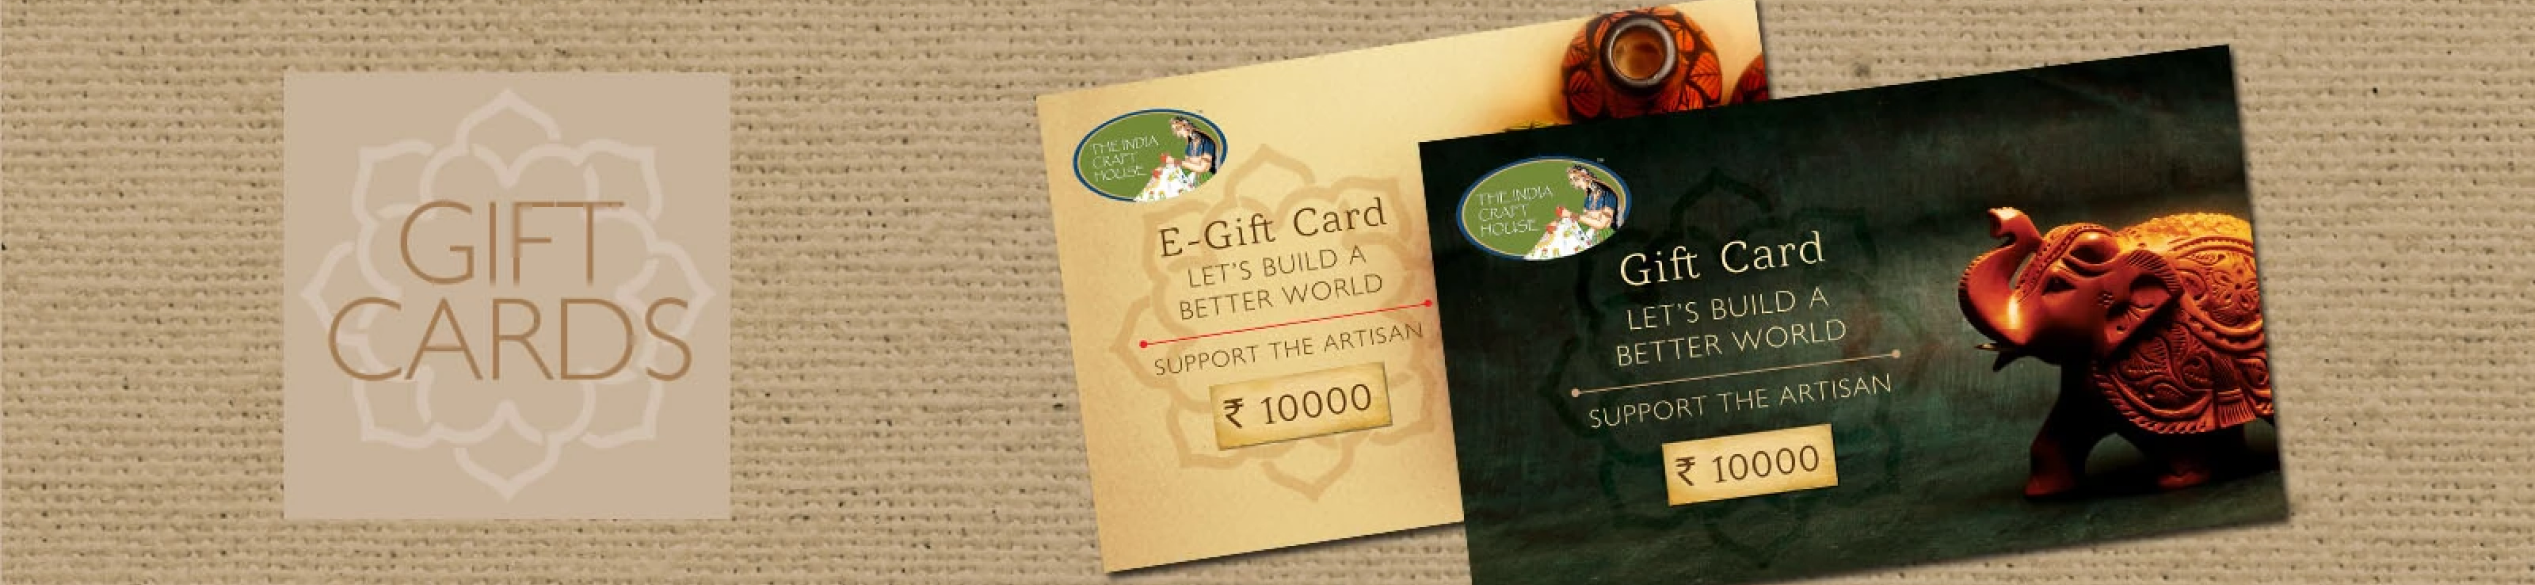 GIFT
CARDS
THE INDIA
CRAFT
HOUSE
E-Gift Card
LET'S BUILD A
BETTER WORLD
SUPPORT THE ARTISAN
₹ 10000
THE INDIA
CRAFT
HOUSE
Gift Card
LET'S BUILD A
BETTER WORLD
SUPPORT THE ARTISAN
₹ 10000